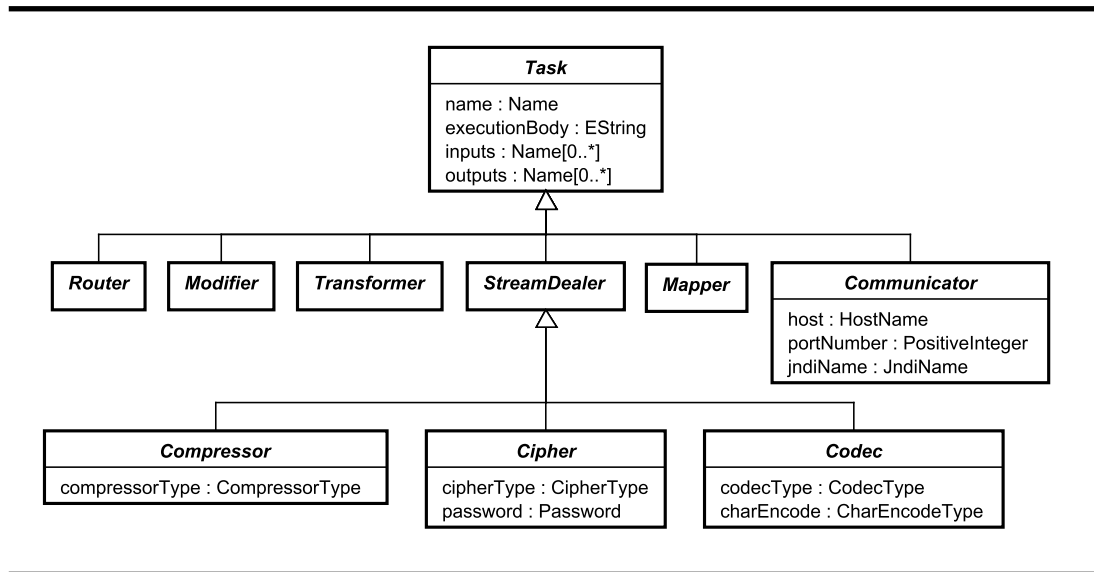 Task
name : Name
executionBody : EString
inputs : Name[0..*]
outputs : Name[0..*]
Router
Modifier
Transformer
StreamDealer
Mapper
Communicator
host : HostName
portNumber : PositiveInteger
jndiName : JndiName
Compressor
compressorType : CompressorType
Cipher
cipherType : CipherType
password : Password
Codec
codecType : CodecType
charEncode : CharEncodeType